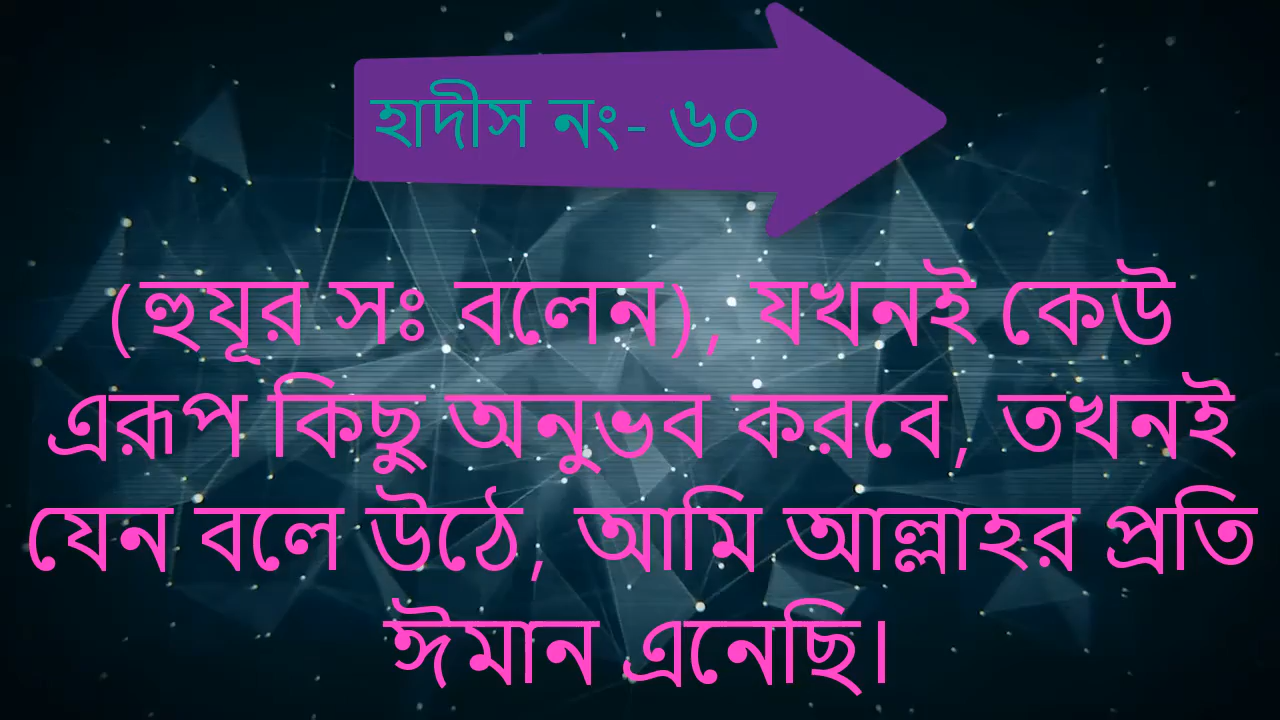 হাদীস নং- ৬০
(হুযূর সঃ বলেন), যখনই কেউ
এরূপ কিছু অনুভব করবে, তখনই
যেন বলে উঠে, আমি আল্লাহর প্রতি
ঈমান এনেছি।